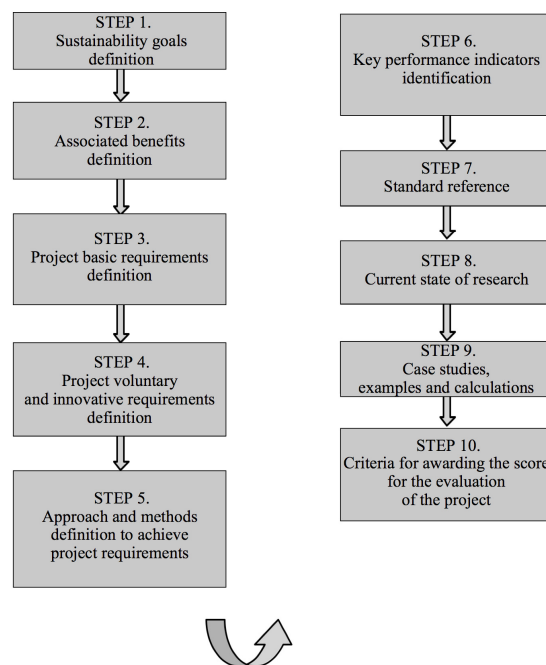 STEP 1.
Sustainability goals
definition
STEP 2.
Associated benefits
definition
STEP 3.
Project basic requirements
definition
STEP 4.
Project voluntary
and innovative requirements
definition
STEP 5.
Approach and methods
definition to achieve
project requirements
STEP 6.
Key performance indicators
identification
STEP 7.
Standard reference
STEP 8.
Current state of research
STEP 9.
Case studies,
examples and calculations
STEP 10.
Criteria for awarding the score
for the evaluation
of the project